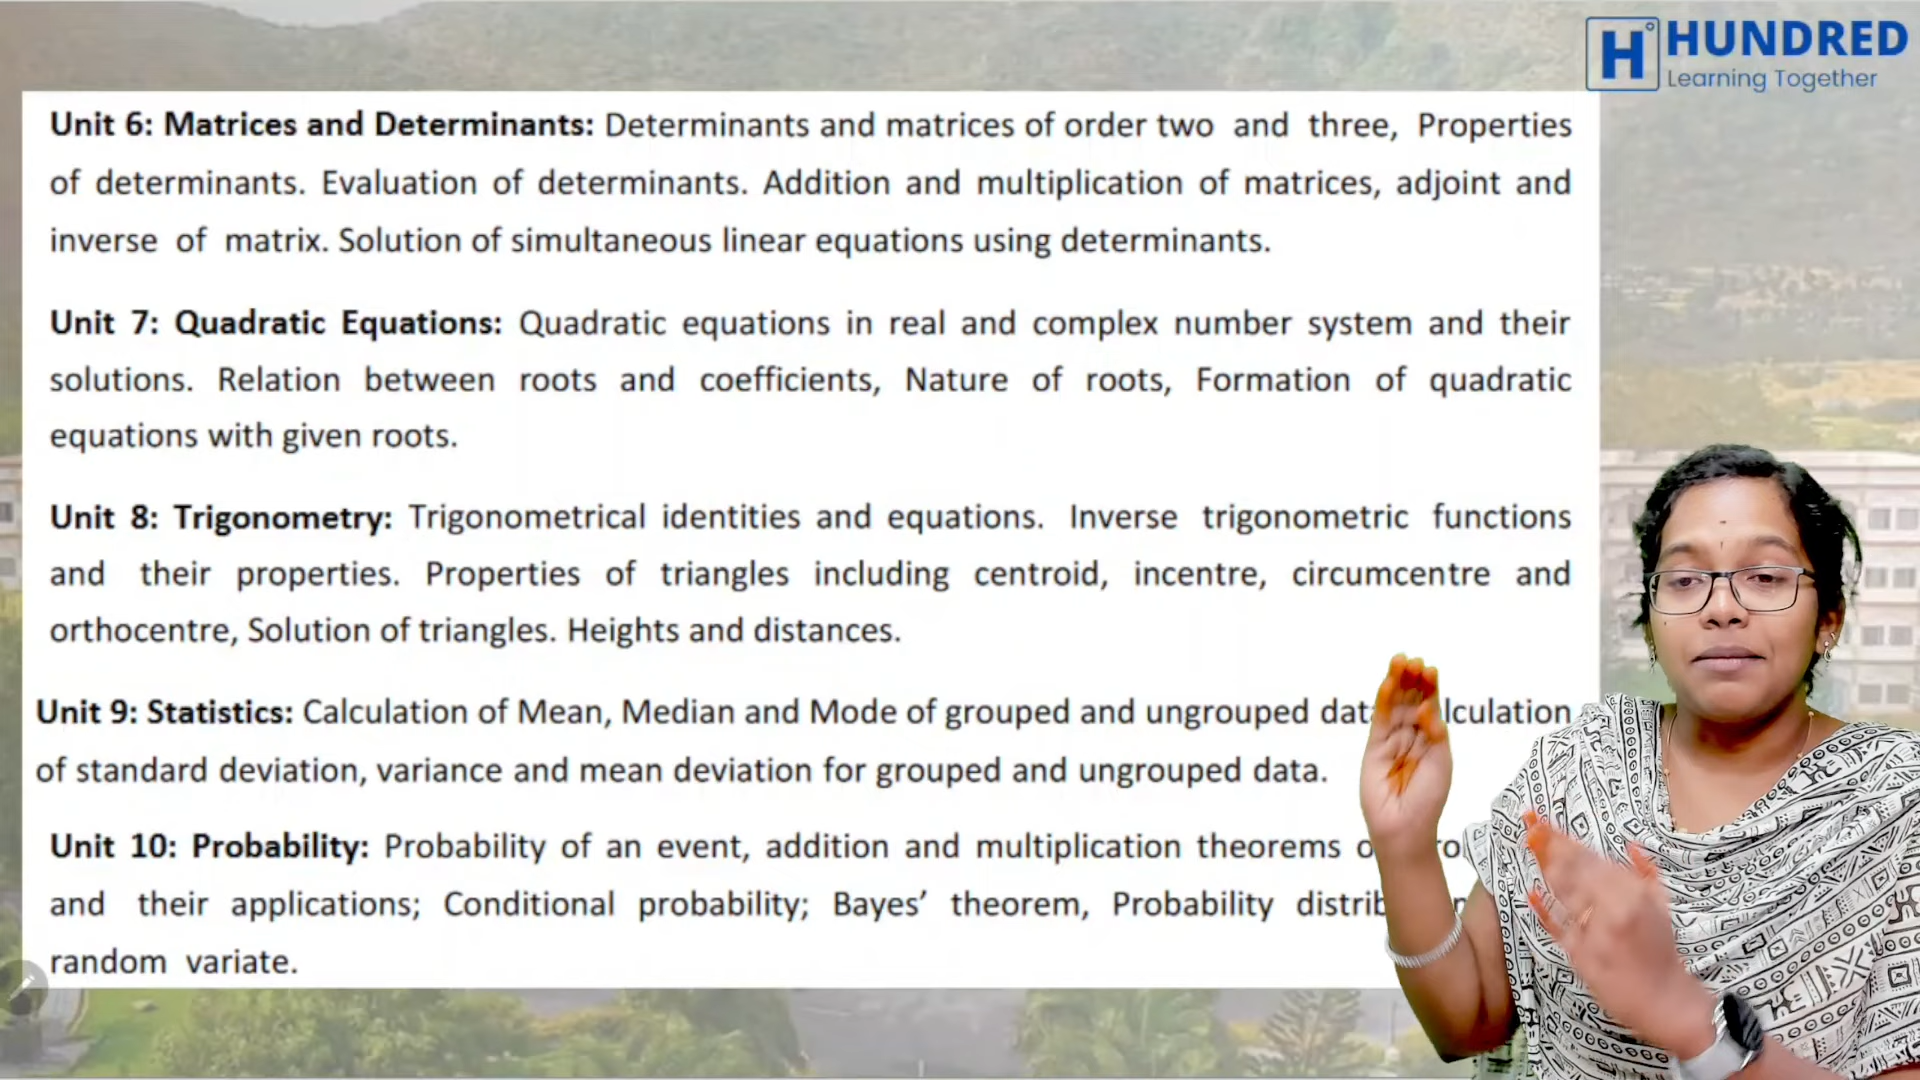 H HUNDRED
Learning Together
Unit 6: Matrices and Determinants: Determinants and matrices of order two and three, Properties
of determinants. Evaluation of determinants. Addition and multiplication of matrices, adjoint and
inverse of matrix. Solution of simultaneous linear equations using determinants.
Unit 7: Quadratic Equations: Quadratic equations in real and complex number system and their
solutions. Relation between roots and coefficients, Nature of roots, Formation of quadratic
equations with given roots.
Unit 8: Trigonometry: Trigonometrical identities and equations. Inverse trigonometric functions
and their properties. Properties of triangles including centroid, incentre, circumcentre and
orthocentre, Solution of triangles. Heights and distances.
Unit 9: Statistics: Calculation of Mean, Median and Mode of grouped and ungrouped
of standard deviation, variance and mean deviation for grouped and ungrouped data.
Unit 10: Probability: Probability of an event, addition and multiplication theorems
and their applications; Conditional probability; Bayes’ theorem, Probability
random variate.